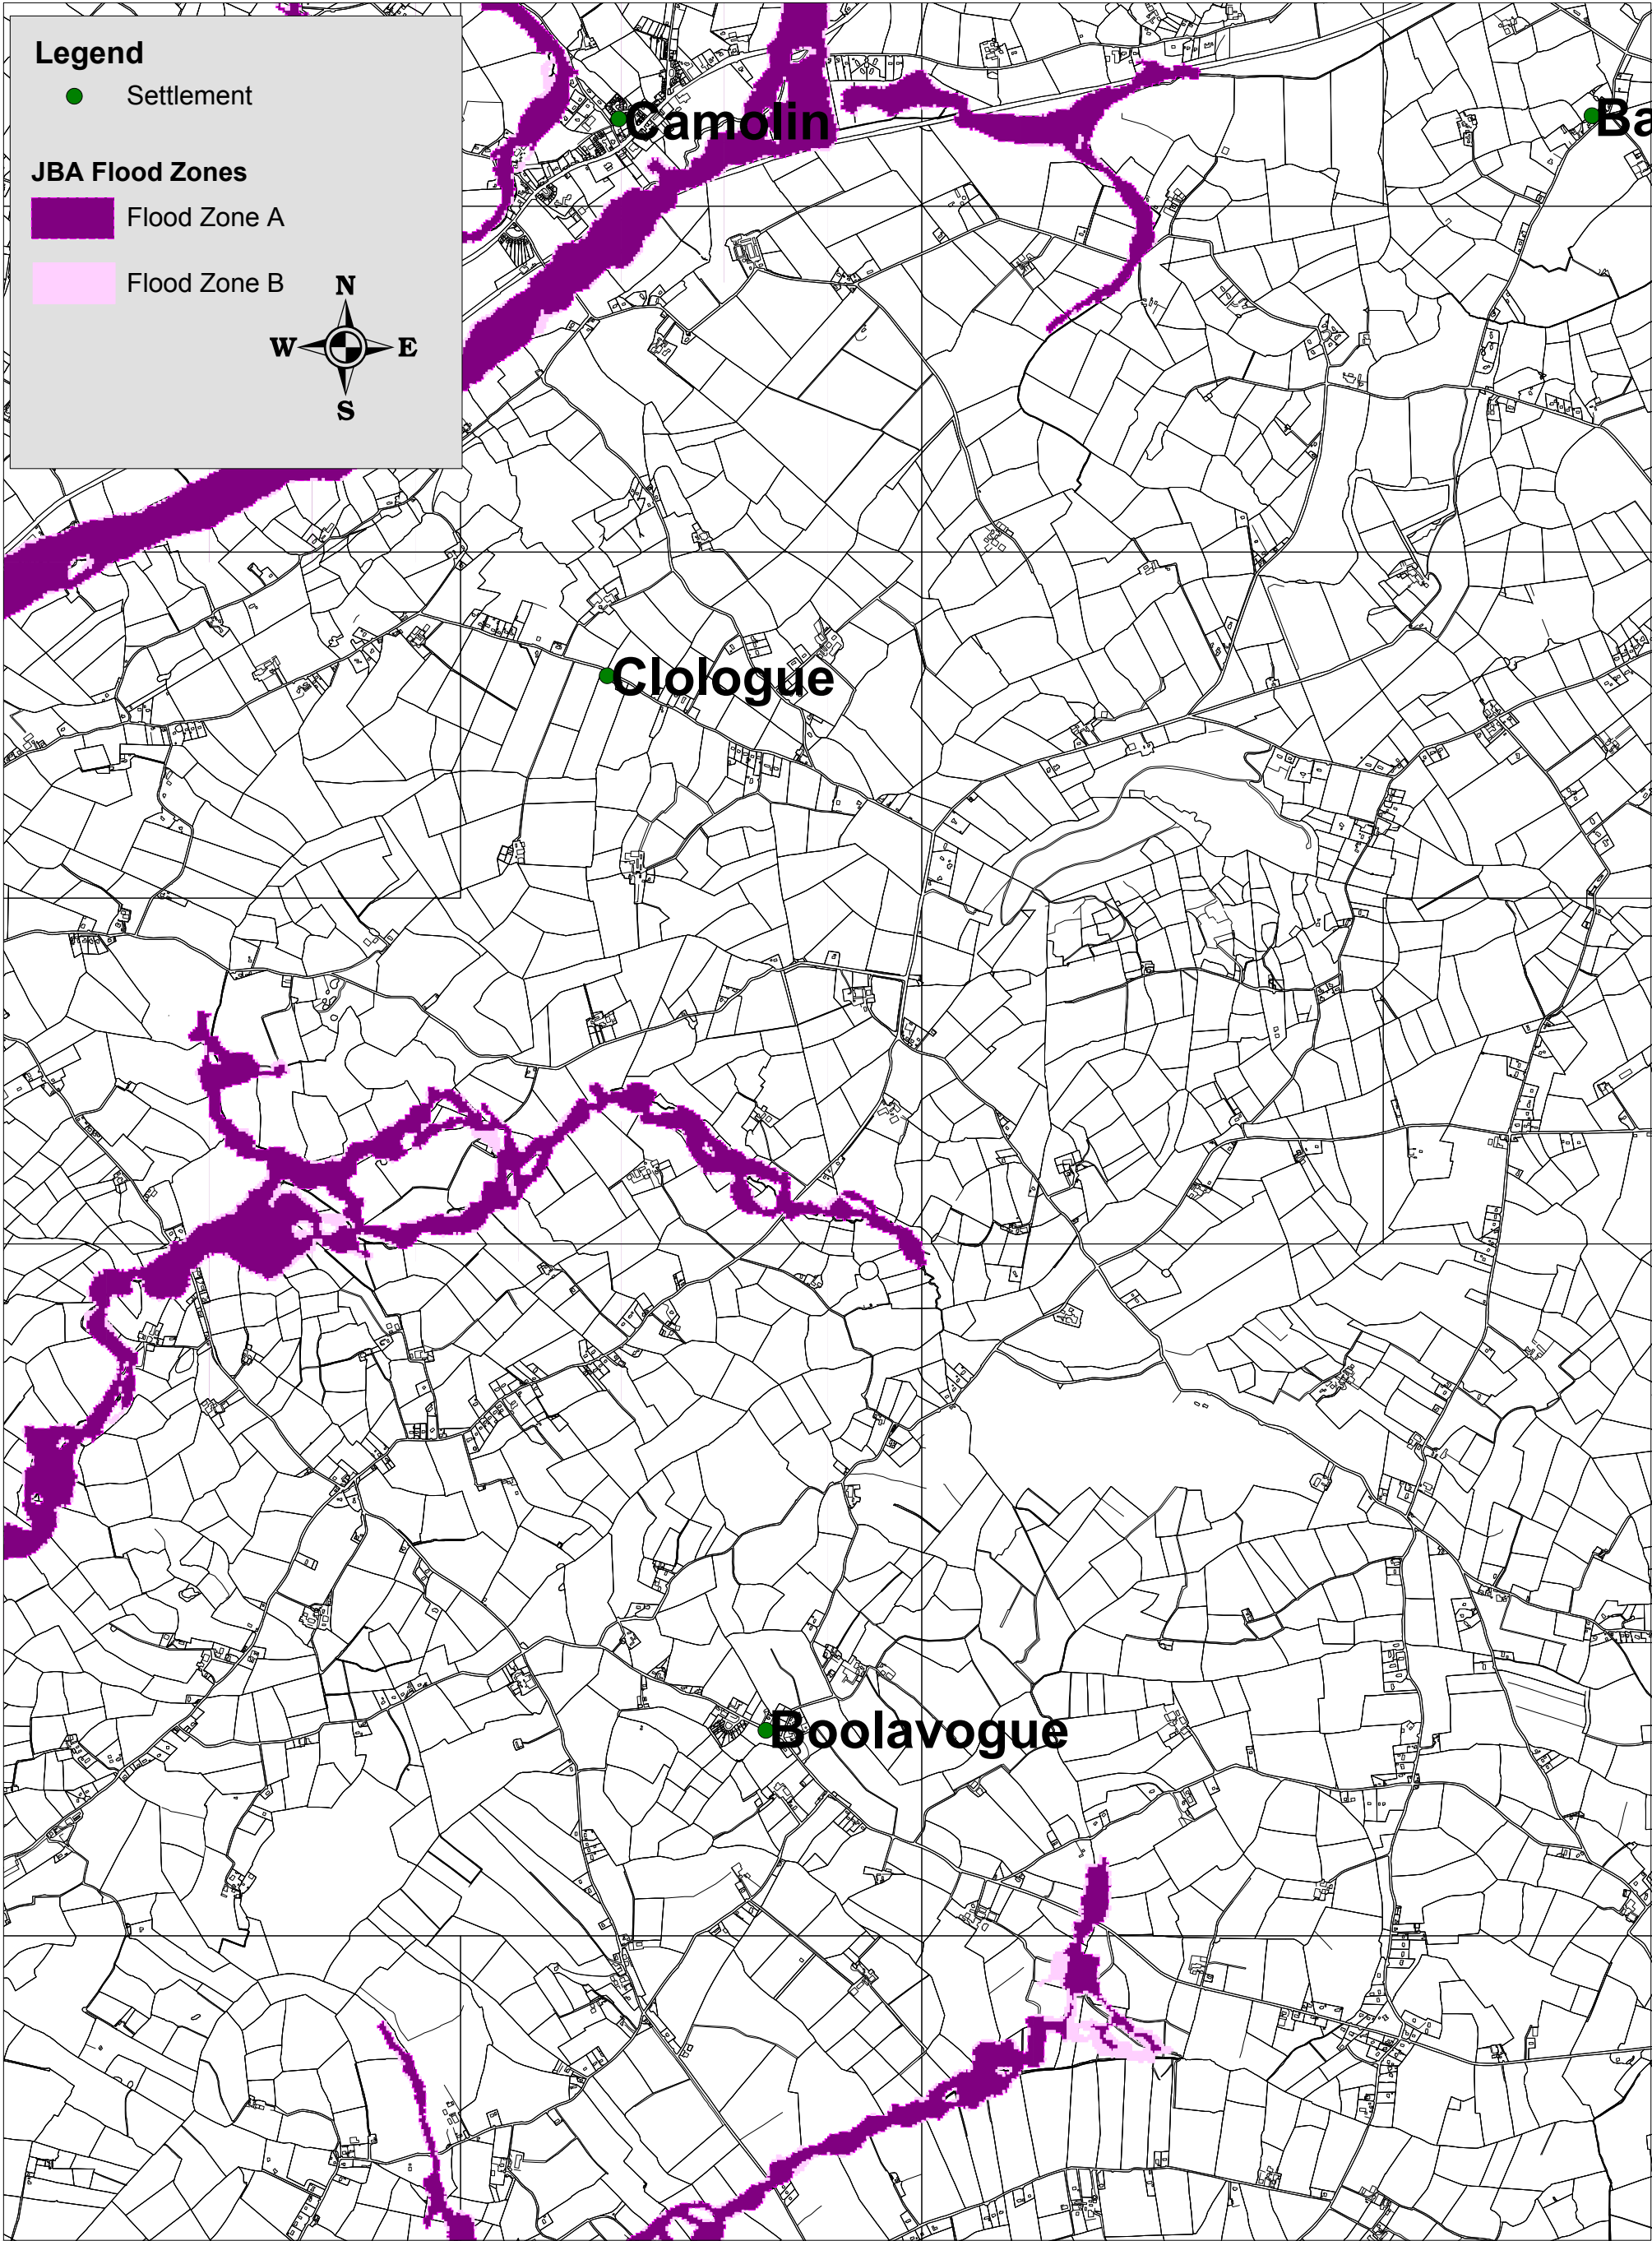 Legend
Settlement
JBA Flood Zones
Flood Zone A
Flood Zone B
N
W E
S
Camolin
Ba
Clologue
Boolavogue